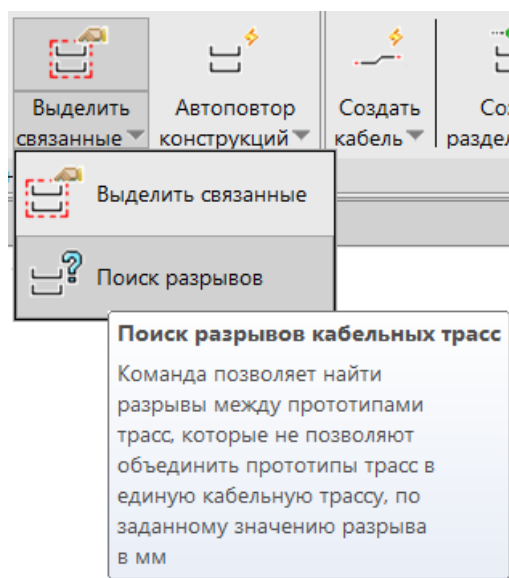 Выделить
связанные
Автоповтор
конструкций
Создать
кабель
Выделить связанные
Поиск разрывов
Поиск разрывов кабельных трасс
Команда позволяет найти
разрывы между прототипами
трасс, которые не позволяют
объединить прототипы трасс в
единую кабельную трассу, по
заданному значению разрыва
в мм